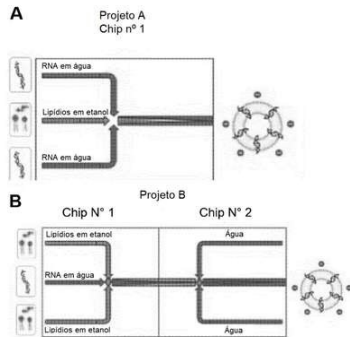 A
Projeto A
Chip nº 1
RNA em água
Lipídios em etanol
RNA em água
B
Projeto B
Chip N° 1
Chip N° 2
Lipídios em etanol
Água
RNA em água
Lipídios em etanol
Água